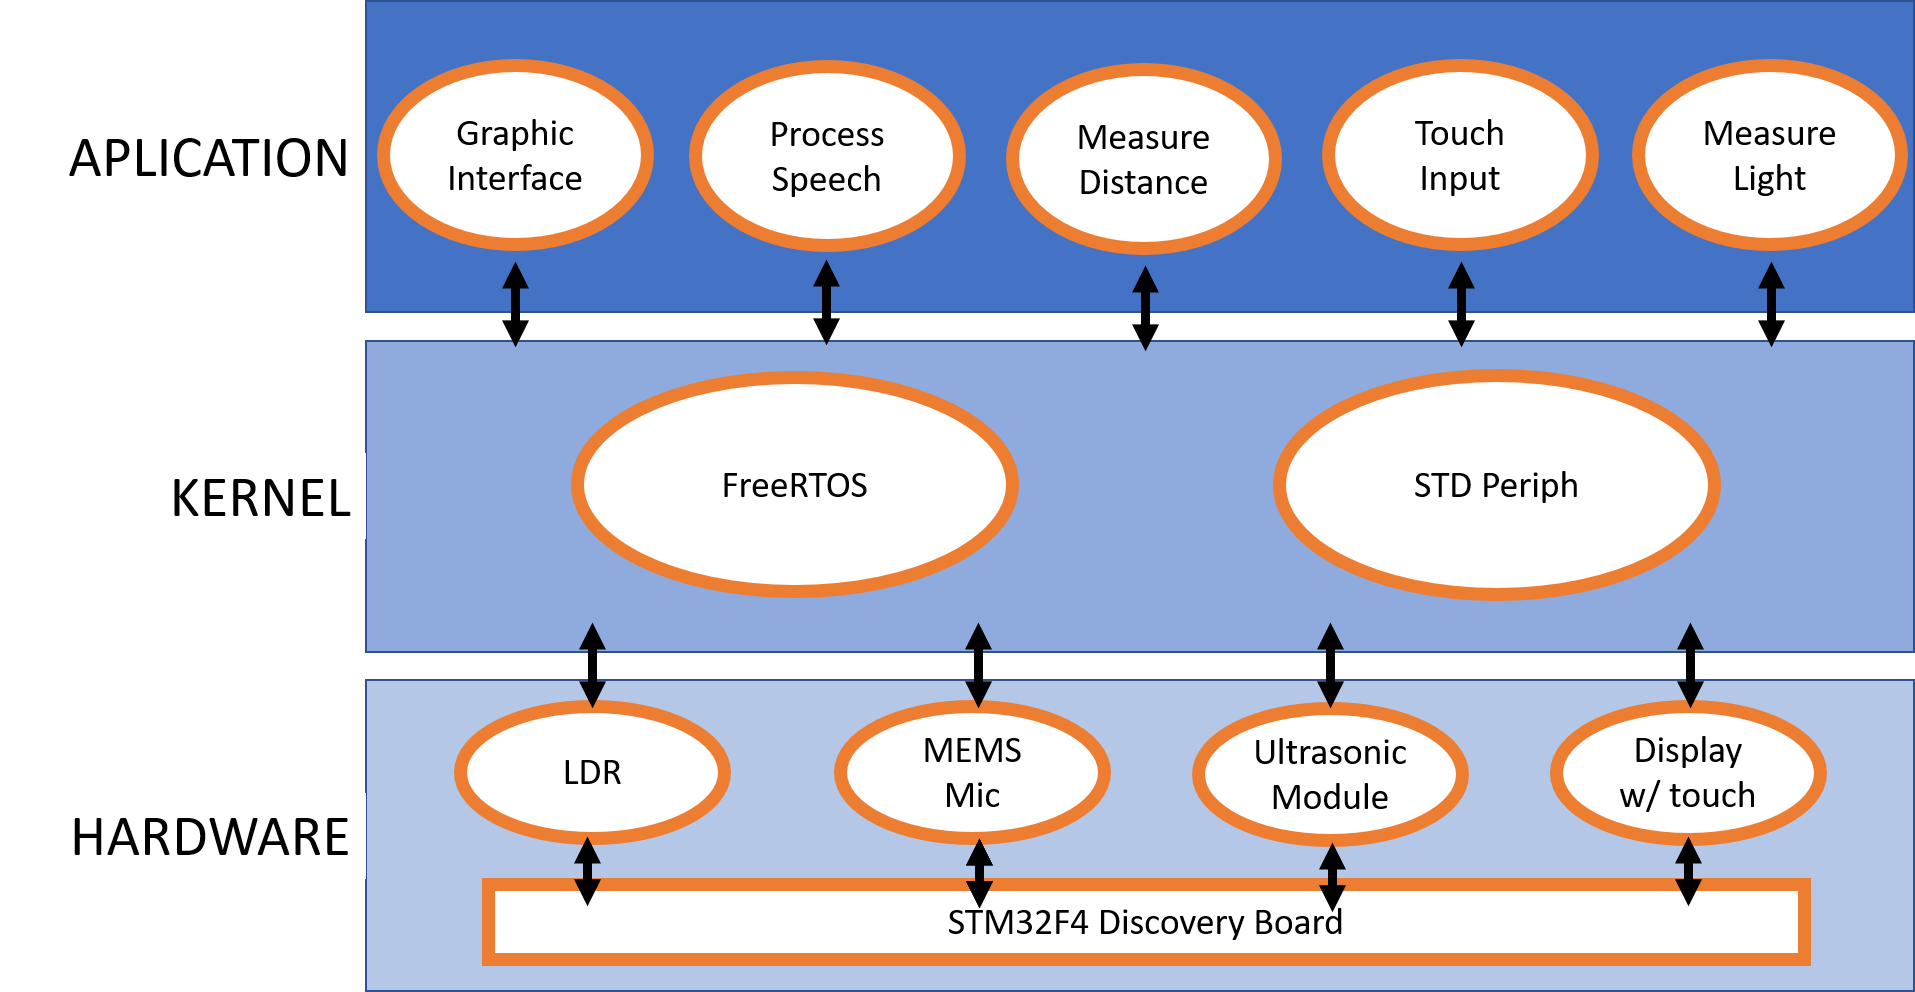 APLICATION
Graphic
Interface
Process
Speech
Measure
Distance
Touch
Input
Measure
Light
KERNEL
FreeRTOS
STD Periph
HARDWARE
LDR
MEMS
Mic
Ultrasonic
Module
Display
w/ touch
STM32F4 Discovery Board